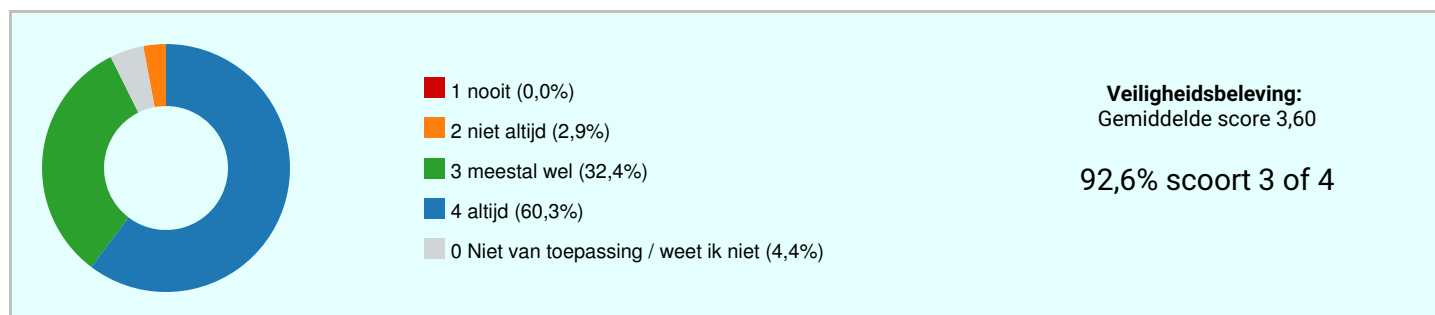 1 nooit (0,0%)
2 niet altijd (2,9%)
3 meestal wel (32,4%)
4 altijd (60,3%)
0 Niet van toepassing / weet ik niet (4,4%)
Veiligheidsbeleving:
Gemiddelde score 3,60
92,6% scoort 3 of 4